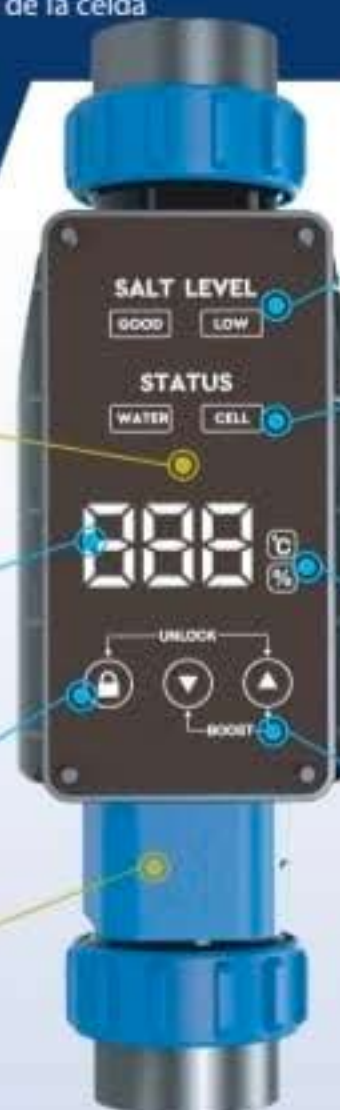 de la celda
SALT LEVEL
GOOD LOW
STATUS
WATER CELL
888
°C
%
UNLOCK
BOOST